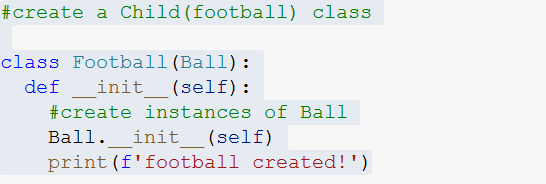 #create a Child(football) class
class Football(Ball):
  def __init__(self):
    #create instances of Ball
    Ball.__init__(self)
    print(f'football created!')